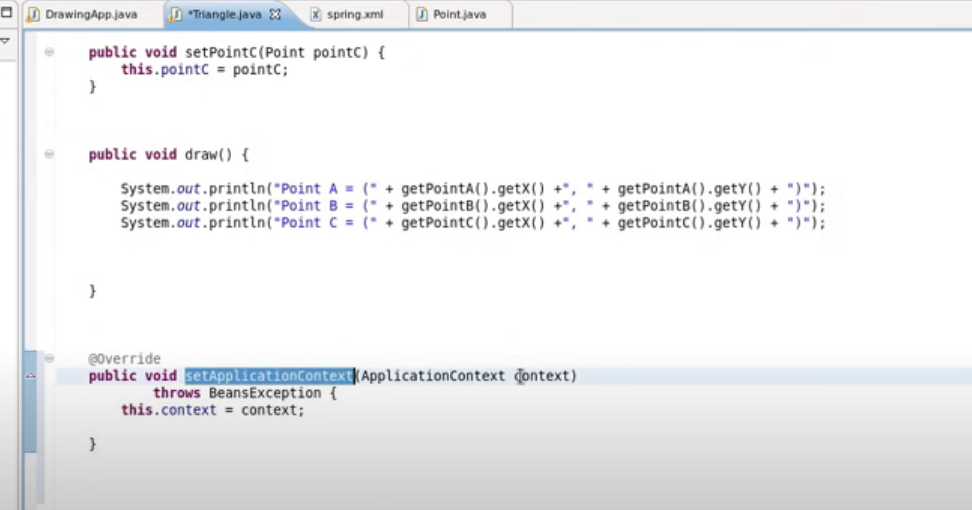 DrawingApp.java *Triangle.java spring.xml Point.java
public void setPointC(Point pointC) {
this.pointC = pointC;
}
public void draw() {
System.out.println("Point A = (" + getPointA().getX() +", " + getPointA().getY() + ")");
System.out.println("Point B = (" + getPointB().getX() +", " + getPointB().getY() + ")");
System.out.println("Point C = (" + getPointC().getX() +", " + getPointC().getY() + ")");
}
@Override
public void setApplicationContext(ApplicationContext context)
throws BeansException {
this.context = context;
}